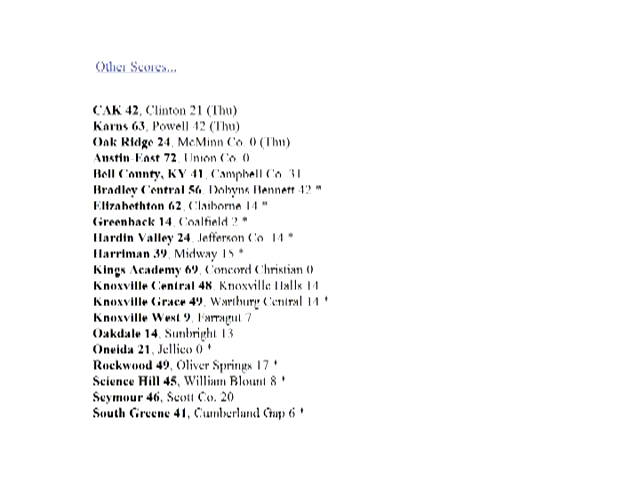 Other Scores...
CAK 42, Clinton 21 (Thu)
Karns 63, Powell 42 (Thu)
Oak Ridge 24, McMinn Co. 0 (Thu)
Austin-East 72, Union Co. 0
Bell County, KY 41, Campbell Co. 31
Bradley Central 56, Dobyns Bennett 42 *
Elizabethton 62, Claiborne 14 *
Greenback 14, Coalfield 2 *
Hardin Valley 24, Jefferson Co. 14 *
Harriman 39, Midway 15 *
Kings Academy 69, Concord Christian 0
Knoxville Central 48, Knoxville Halls 14
Knoxville Grace 49, Wartburg Central 14 *
Knoxville West 9, Farragut 7
Oakdale 14, Sunbright 13
Oneida 21, Jellico 0 *
Rockwood 49, Oliver Springs 17 *
Science Hill 45, William Blount 8 *
Seymour 46, Scott Co. 20
South Greene 41, Cumberland Gap 6 *